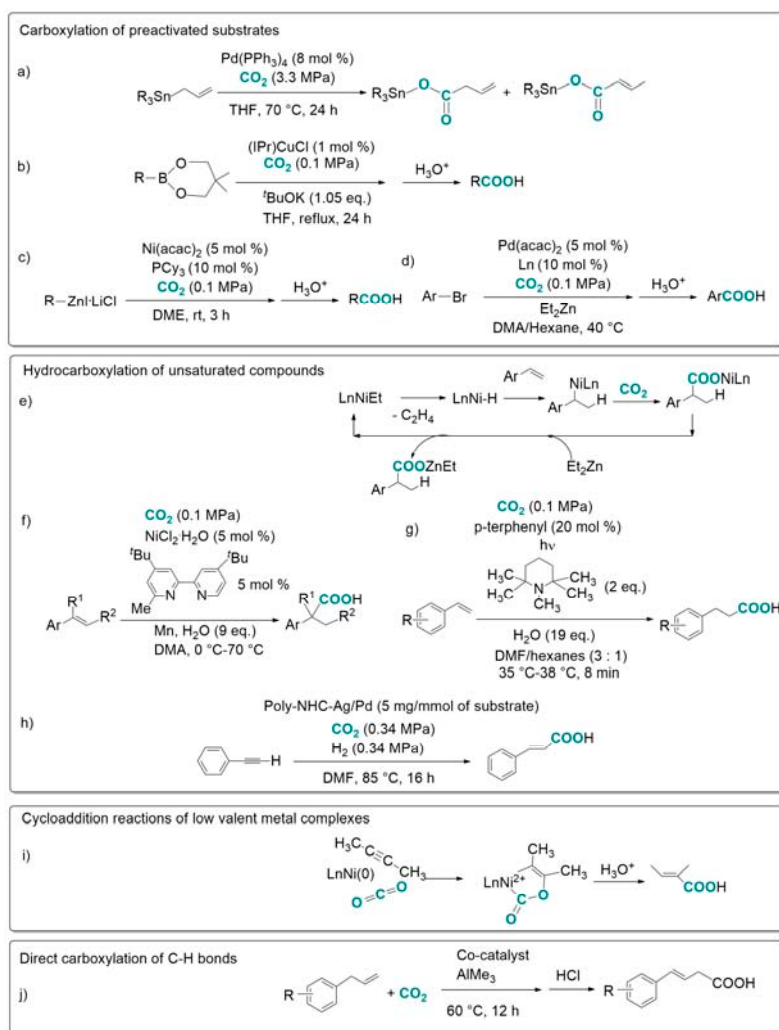 Carboxylation of preactivated substrates
a)
Pd(PPh₃)₄ (8 mol %)
CO₂ (3.3 MPa)
THF, 70 °C, 24 h
R₃Sn
R₃Sn O C O
+
R₃Sn O C O
b)
R B O O
(IPr)CuCl (1 mol %)
CO₂ (0.1 MPa)
ᵗBuOK (1.05 eq.)
THF, reflux, 24 h
H₃O⁺
RCOOH
c)
Ni(acac)₂ (5 mol %)
PCy₃ (10 mol %)
CO₂ (0.1 MPa)
DME, rt, 3 h
R–ZnI·LiCl
H₃O⁺
RCOOH
d)
Pd(acac)₂ (5 mol %)
Ln (10 mol %)
CO₂ (0.1 MPa)
Et₂Zn
DMA/Hexane, 40 °C
Ar–Br
H₃O⁺
ArCOOH
Hydrocarboxylation of unsaturated compounds
e)
LnNiEt
- C₂H₄
LnNi-H
Ar
NiLn
Ar H
CO₂
COONiLn
Ar H
COOZnEt
Ar H
Et₂Zn
f)
CO₂ (0.1 MPa)
NiCl₂·H₂O (5 mol %)
ᵗBu ᵗBu
Me N N
5 mol %
Ar R¹ R²
Mn, H₂O (9 eq.)
DMA, 0 °C-70 °C
R¹ COOH
Ar R²
g)
CO₂ (0.1 MPa)
p-terphenyl (20 mol %)
hν
H₃C CH₃
H₃C N CH₃
CH₃
(2 eq.)
R
H₂O (19 eq.)
DMF/hexanes (3 : 1)
35 °C-38 °C, 8 min
R COOH
h)
Poly-NHC-Ag/Pd (5 mg/mmol of substrate)
CO₂ (0.34 MPa)
H₂ (0.34 MPa)
DMF, 85 °C, 16 h
H
COOH
Cycloaddition reactions of low valent metal complexes
i)
H₃C
CH₃
LnNi(0)
O=C=O
CH₃
LnNi²⁺ CH₃
C O
O
H₃O⁺
COOH
Direct carboxylation of C-H bonds
j)
R
+ CO₂
Co-catalyst
AlMe₃
60 °C, 12 h
HCl
R COOH